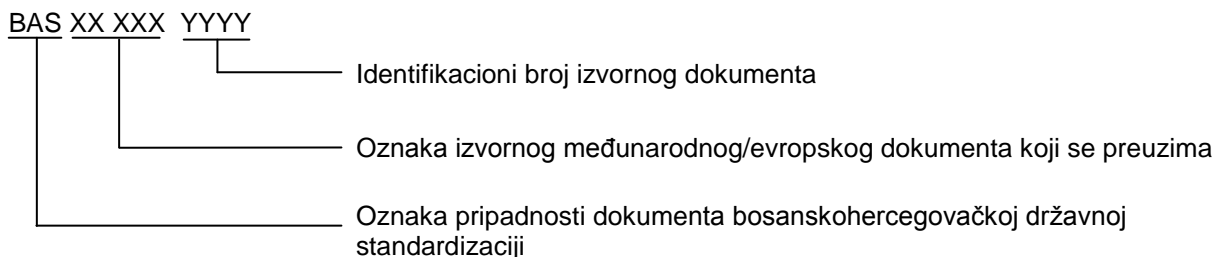 BAS XX XXX YYYY
Identifikacioni broj izvornog dokumenta
Oznaka izvornog međunarodnog/evropskog dokumenta koji se preuzima
Oznaka pripadnosti dokumenta bosanskohercegovačkoj državnoj
standardizaciji